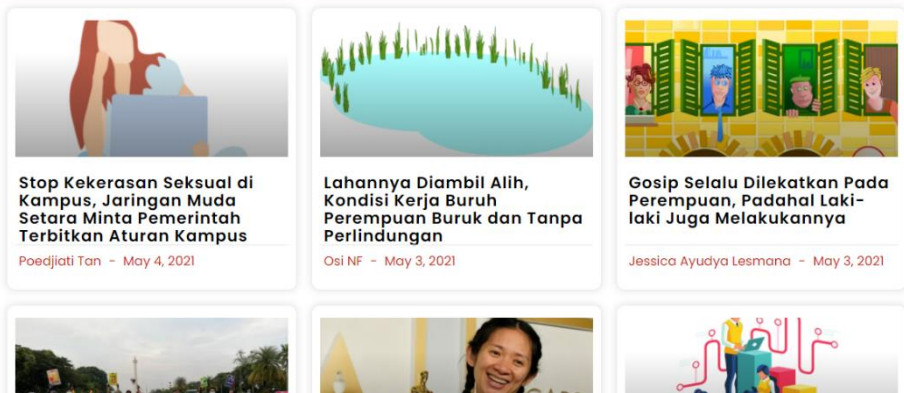 Stop Kekerasan Seksual di
Kampus, Jaringan Muda
Setara Minta Pemerintah
Terbitkan Aturan Kampus
Poedjiati Tan - May 4, 2021
Lahannya Diambil Alih,
Kondisi Kerja Buruh
Perempuan Buruk dan Tanpa
Perlindungan
Osi NF - May 3, 2021
Gosip Selalu Dilekatkan Pada
Perempuan, Padahal Laki-
laki Juga Melakukannya
Jessica Ayudya Lesmana - May 3, 2021